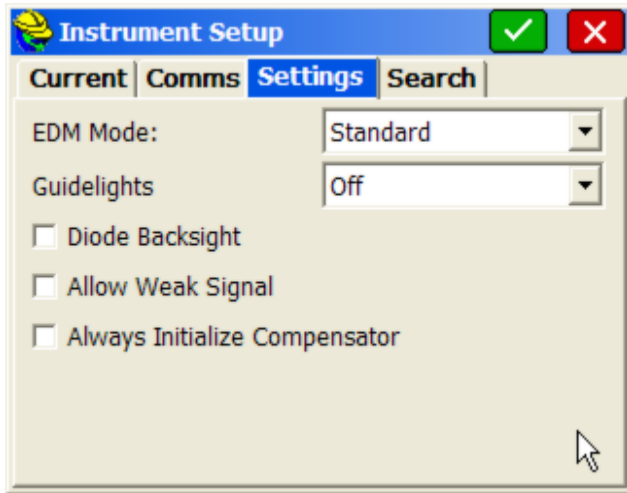 Instrument Setup
Current Comms Settings Search
EDM Mode: Standard
Guidelights Off
Diode Backsight
Allow Weak Signal
Always Initialize Compensator